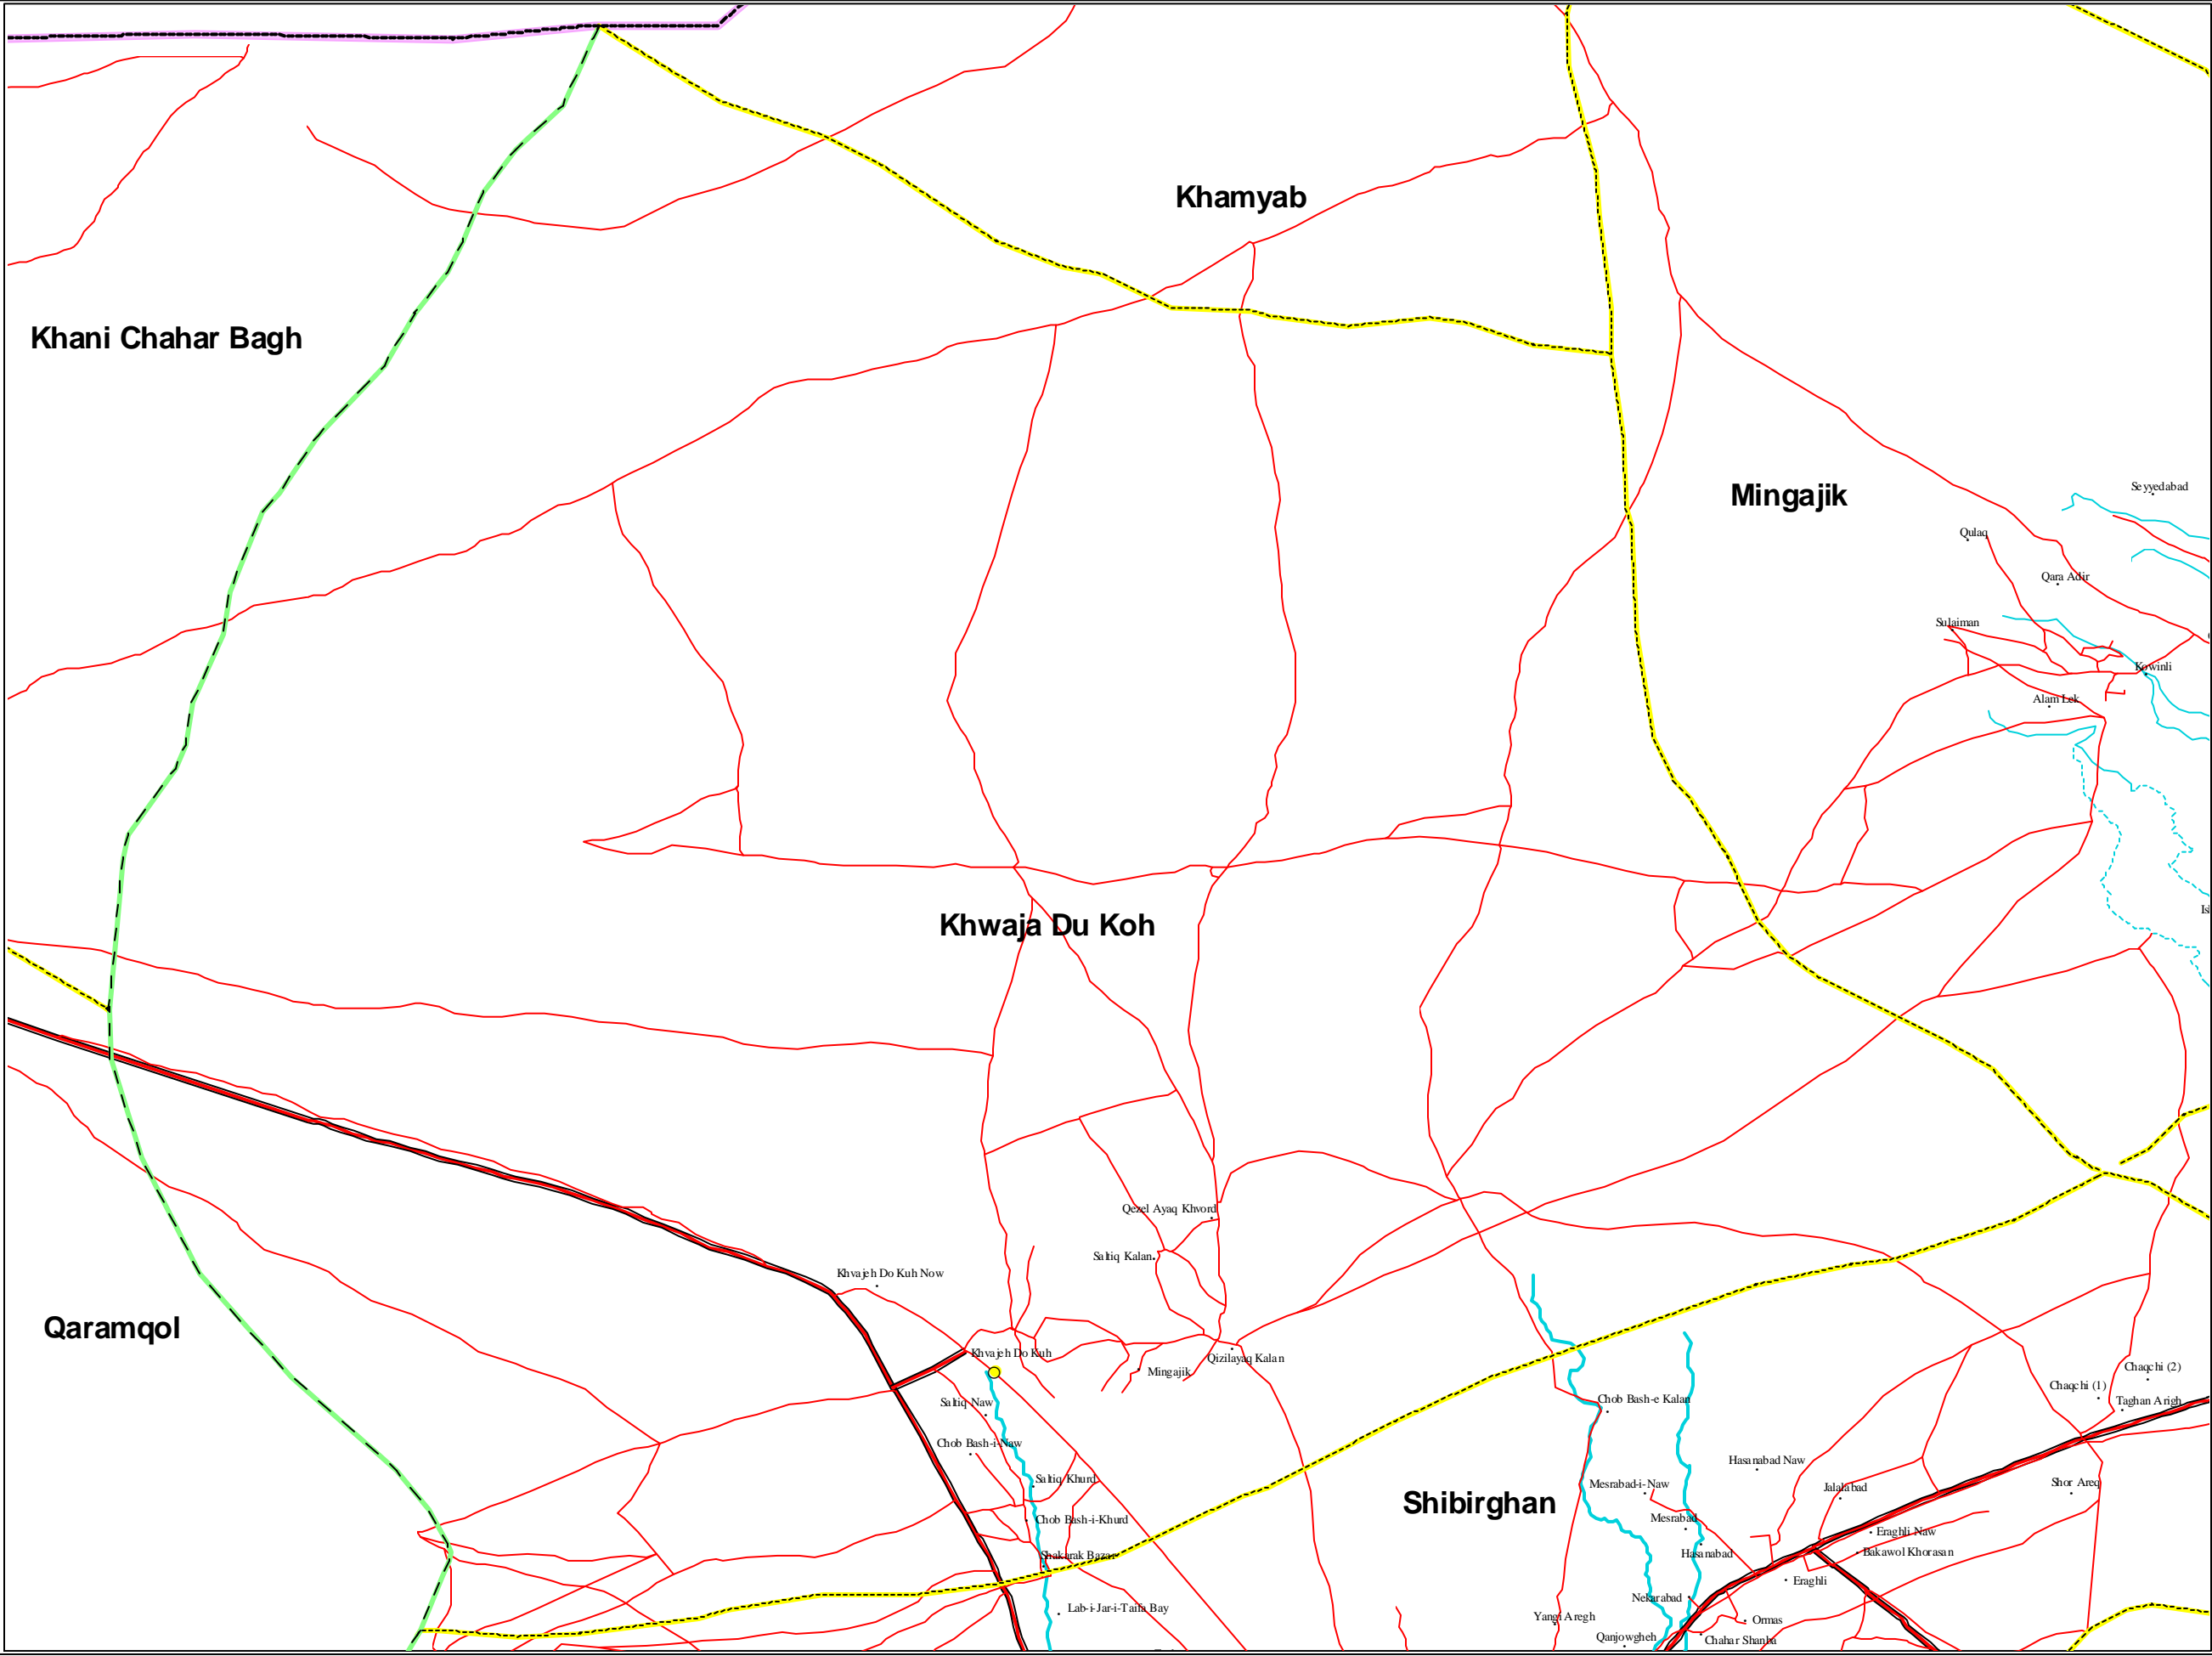 Khamyab
Khani Chahar Bagh
Seyyedabad
Mingajik
Qulaq
Qara Adir
Sulaiman
Kowinli
Alam Lek
Isi
Khwaja Du Koh
Qezel Ayaq Khvord
Saltiq Kalan
Khvajeh Do Kuh Now
Qaramqol
Khvajeh Do Kuh
Qizilayaq Kalan
Mingajik
Chaqchi (2)
Chaqchi (1)
Taghan Arigh
Chob Bash-e Kalan
Saltiq Naw
Chob Bash-i-Naw
Hasanabad Naw
Saltiq Khurd
Mesrabad-i-Naw
Jalalabad
Shor Areq
Shibirghan
Chob Bash-i-Khurd
Mesrabad
Eraghli Naw
Shakarak Bazar
Hasanabad
Bakawol Khorasan
Eraghli
Nekarabad
Lab-i-Jar-i-Taifa Bay
Yangi Aregh
Ormas
Qanjowgheh
Chahar Shanba